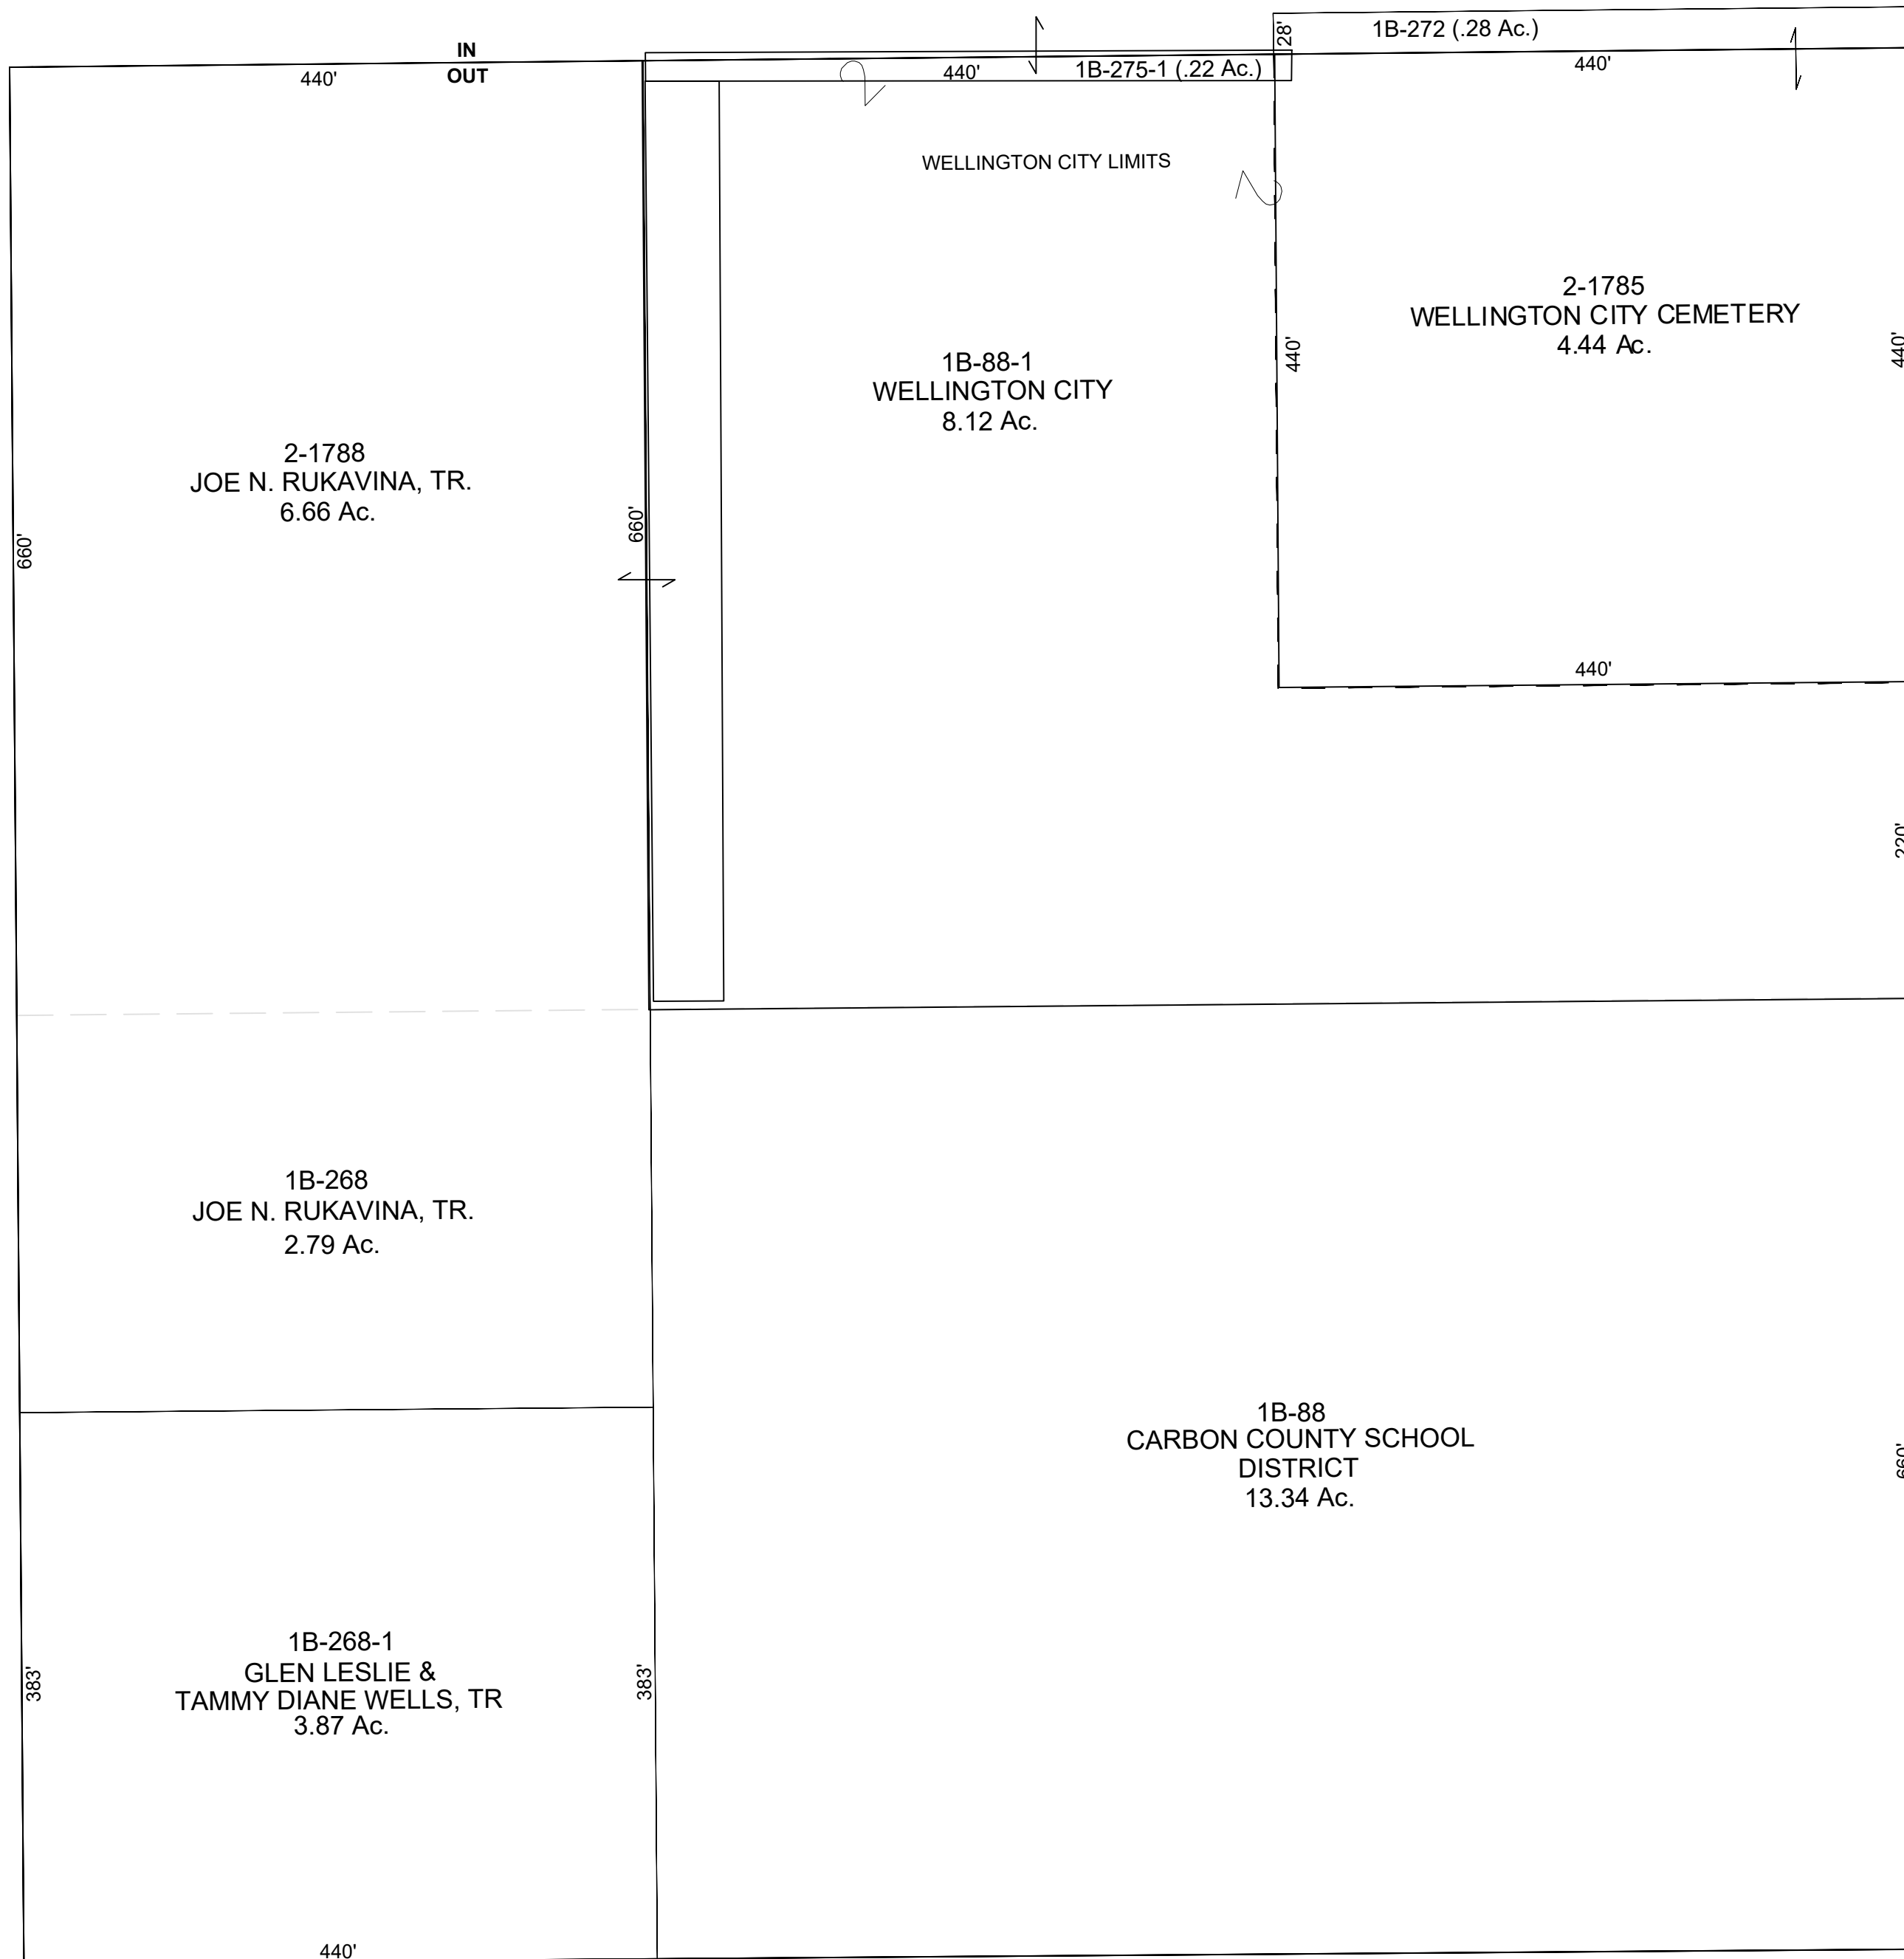 28'
1B-272 (.28 Ac.)
IN
OUT
440'
440'
1B-275-1 (.22 Ac.)
440'
WELLINGTON CITY LIMITS
2-1785
WELLINGTON CITY CEMETERY
4.44 Ac.
440'
440'
1B-88-1
WELLINGTON CITY
8.12 Ac.
2-1788
JOE N. RUKAVINA, TR.
6.66 Ac.
660'
660'
440'
220'
1B-268
JOE N. RUKAVINA, TR.
2.79 Ac.
1B-88
CARBON COUNTY SCHOOL
DISTRICT
13.34 Ac.
660'
1B-268-1
GLEN LESLIE &
TAMMY DIANE WELLS, TR
3.87 Ac.
383'
383'
440'